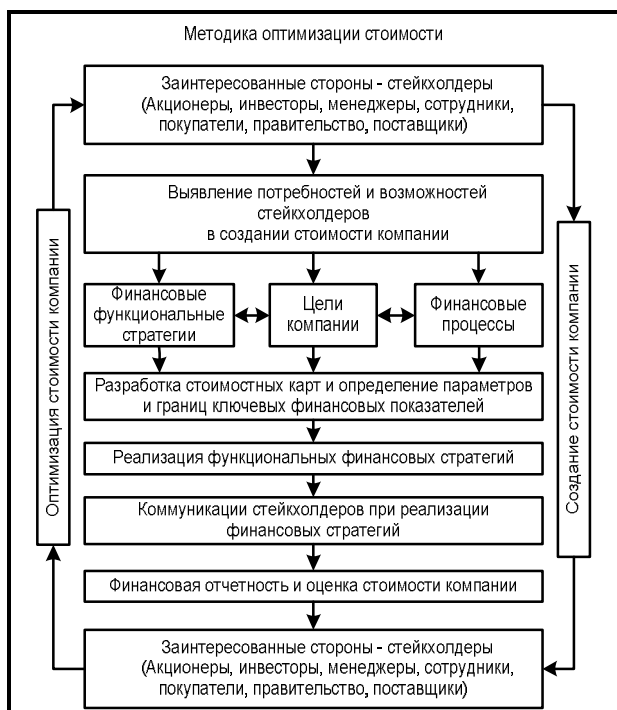 Методика оптимизации стоимости
Заинтересованные стороны - стейкхолдеры
(Акционеры, инвесторы, менеджеры, сотрудники,
покупатели, правительство, поставщики)
Выявление потребностей и возможностей
стейкхолдеров
в создании стоимости компании
Финансовые
функциональные
стратегии
Цели
компании
Финансовые
процессы
Разработка стоимостных карт и определение параметров
и границ ключевых финансовых показателей
Реализация функциональных финансовых стратегий
Коммуникации стейкхолдеров при реализации
финансовых стратегий
Финансовая отчетность и оценка стоимости компании
Заинтересованные стороны - стейкхолдеры
(Акционеры, инвесторы, менеджеры, сотрудники,
покупатели, правительство, поставщики)
Оптимизация стоимости компании
Создание стоимости компании